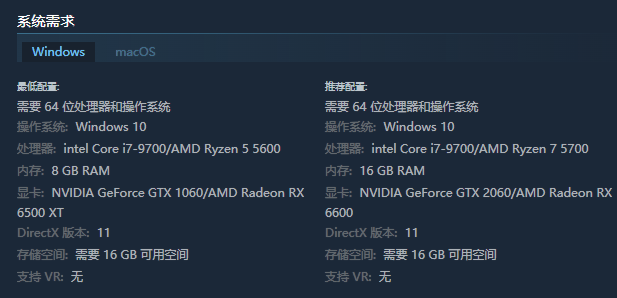 系统需求
Windows macOS
最低配置:
需要 64 位处理器和操作系统
操作系统: Windows 10
处理器: intel Core i7-9700/AMD Ryzen 5 5600
内存: 8 GB RAM
显卡: NVIDIA GeForce GTX 1060/AMD Radeon RX
6500 XT
DirectX 版本: 11
存储空间: 需要 16 GB 可用空间
支持 VR: 无
推荐配置:
需要 64 位处理器和操作系统
操作系统: Windows 10
处理器: intel Core i7-9700/AMD Ryzen 7 5700
内存: 16 GB RAM
显卡: NVIDIA GeForce GTX 2060/AMD Radeon RX
6600
DirectX 版本: 11
存储空间: 需要 16 GB 可用空间
支持 VR: 无